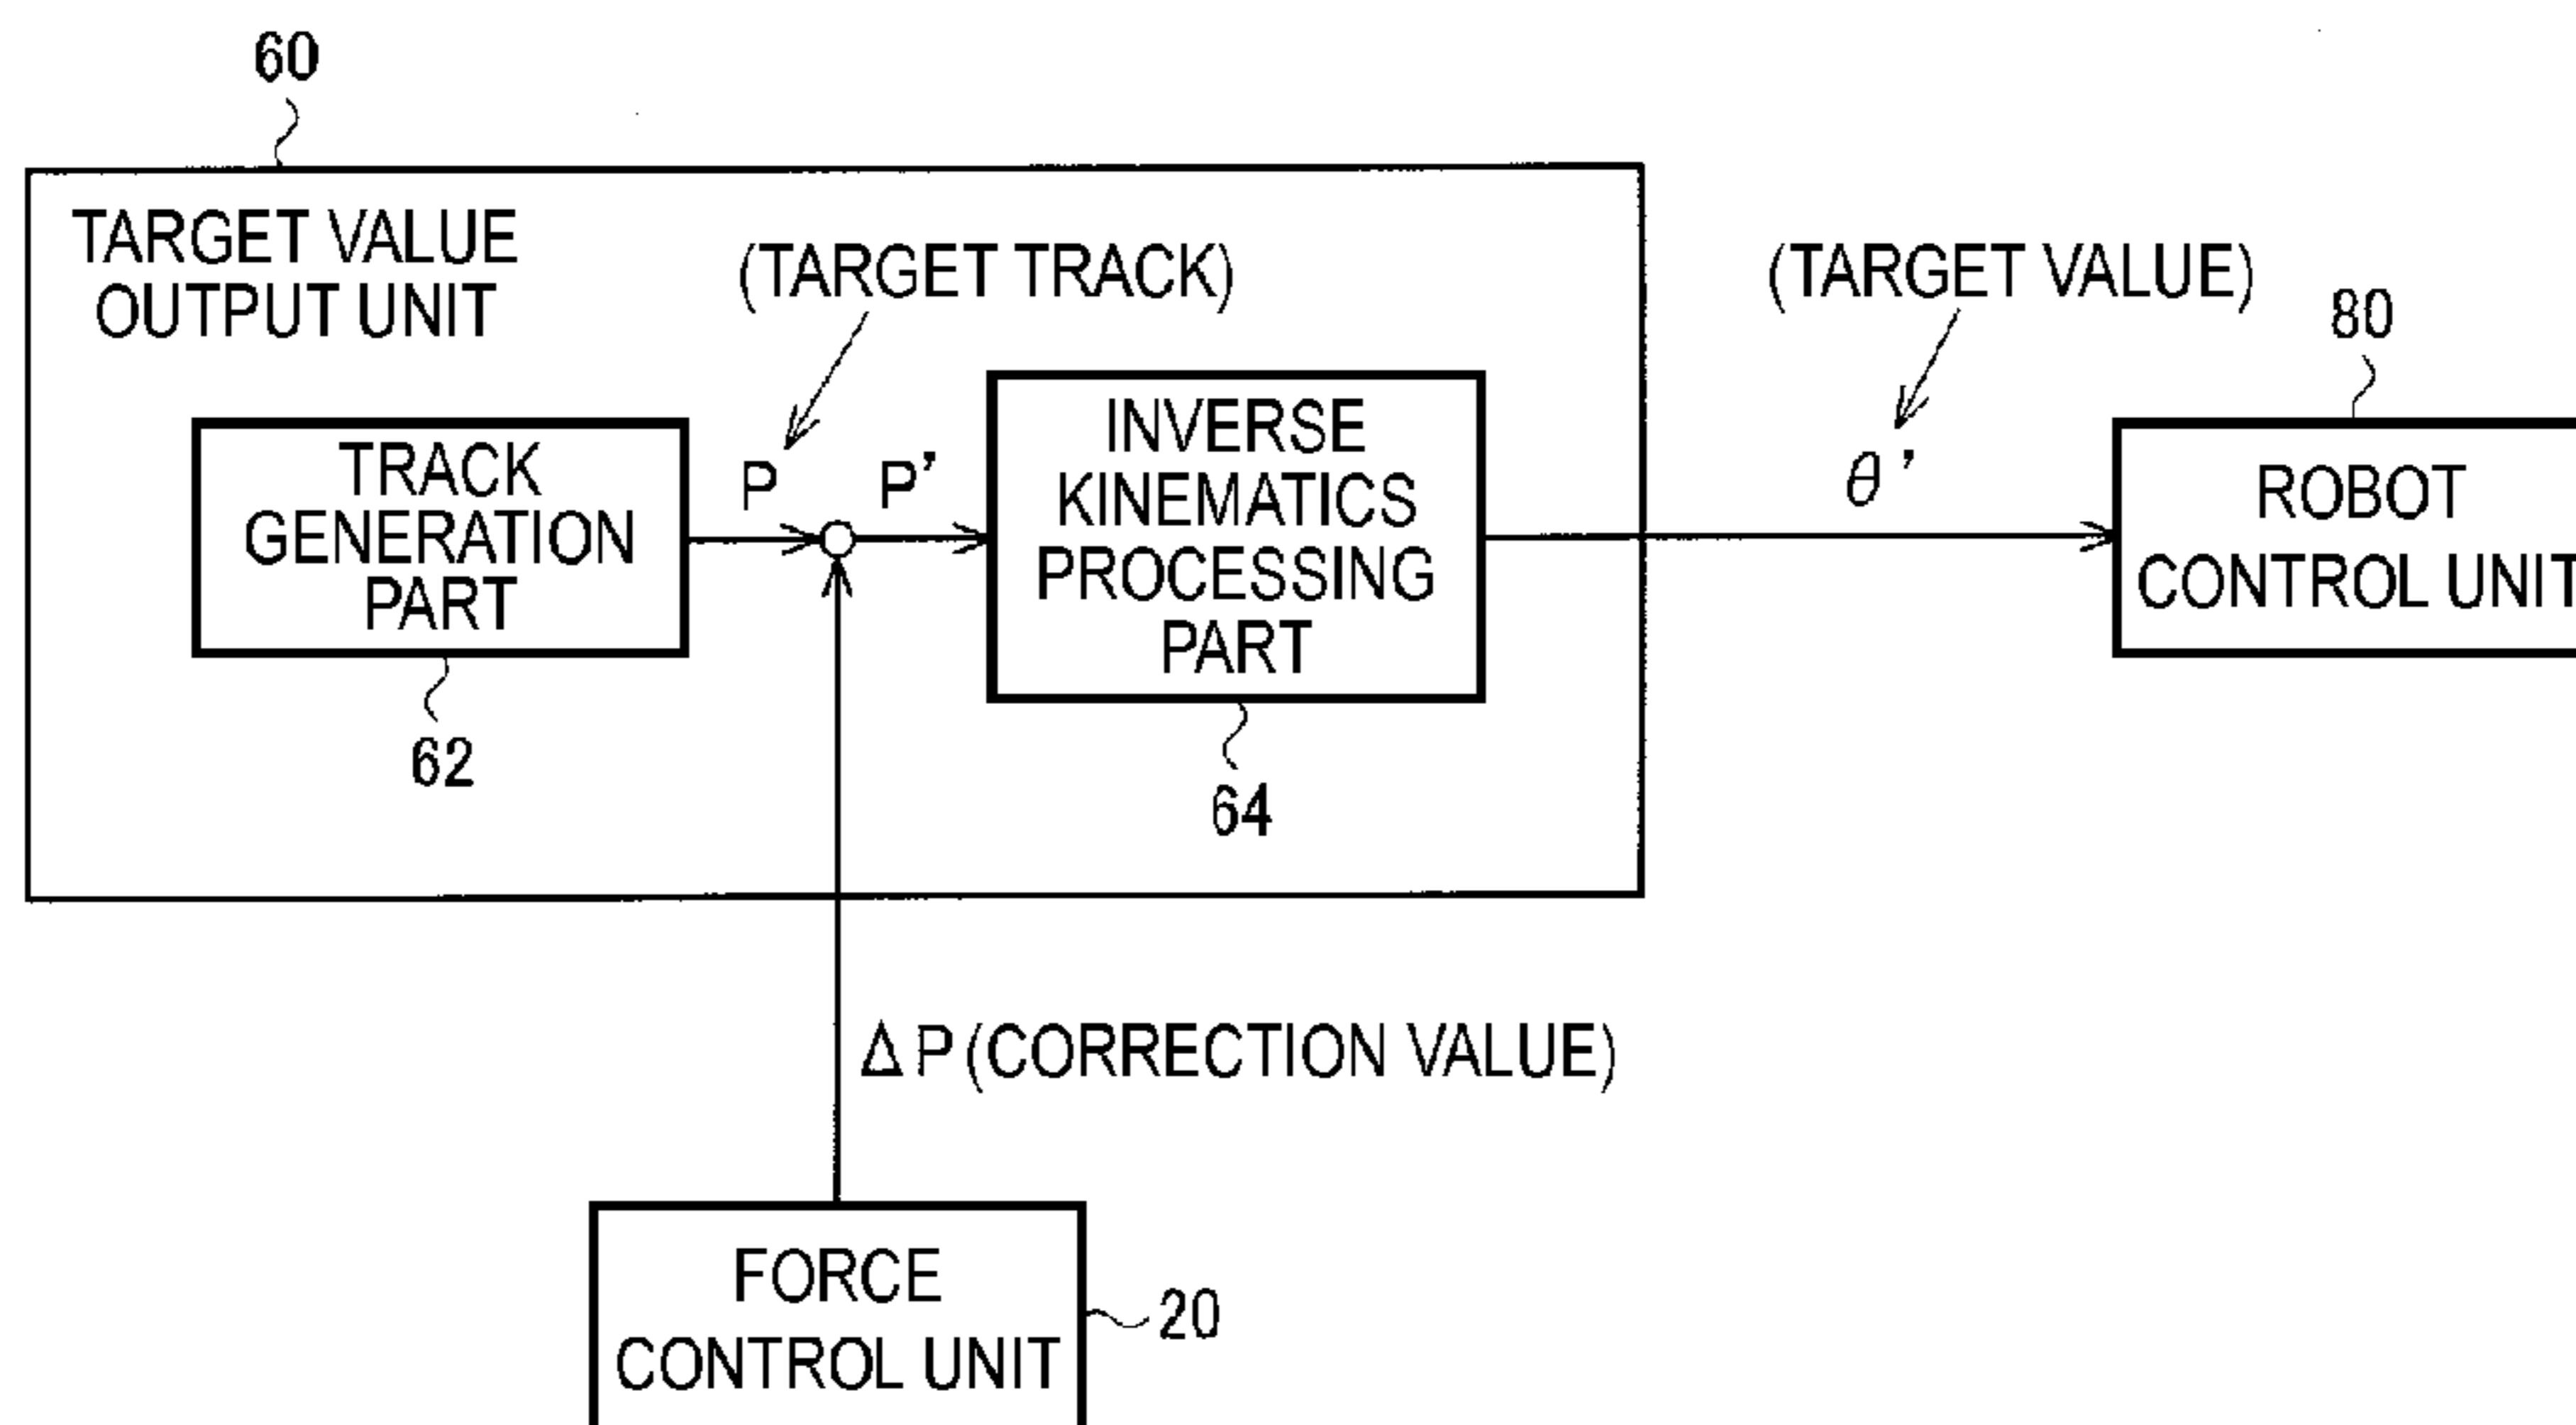 60
TARGET VALUE
OUTPUT UNIT
(TARGET TRACK)
(TARGET VALUE)
80
TRACK
GENERATION
PART
62
P
P'
INVERSE
KINEMATICS
PROCESSING
PART
64
θ'
ROBOT
CONTROL UNIT
ΔP (CORRECTION VALUE)
FORCE
CONTROL UNIT
20